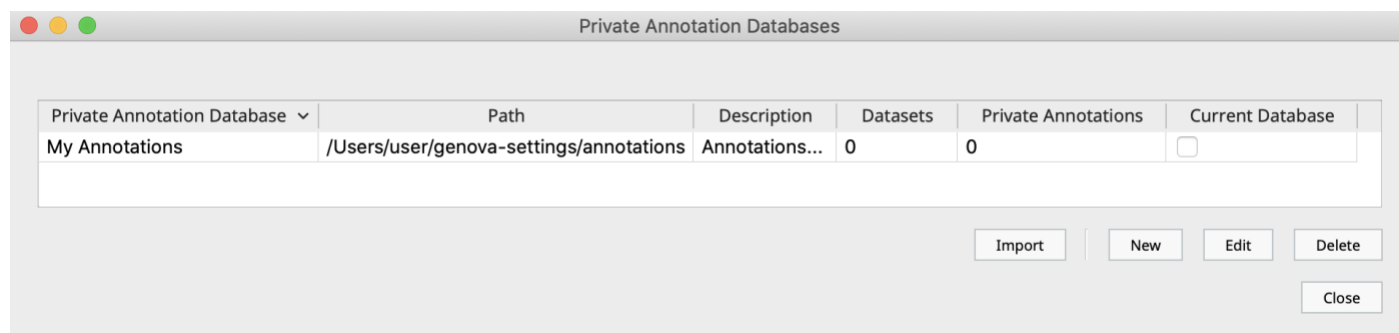 Private Annotation Databases
Private Annotation Database Path Description Datasets Private Annotations Current Database
My Annotations /Users/user/genova-settings/annotations Annotations... 0 0
Import New Edit Delete
Close